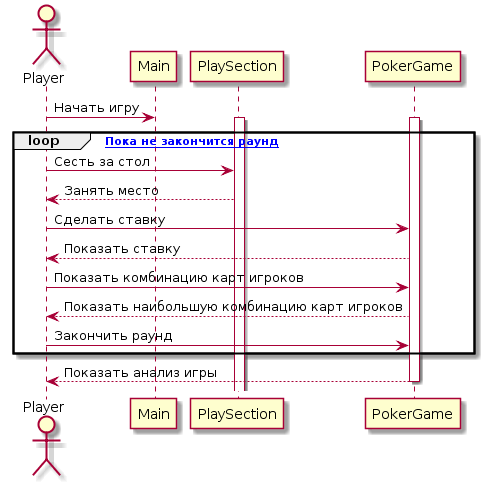 Player
Main
PlaySection
PokerGame
Начать игру
loop
Пока не закончится раунд
Сесть за стол
Занять место
Сделать ставку
Показать ставку
Показать комбинацию карт игроков
Показать наибольшую комбинацию карт игроков
Закончить раунд
Показать анализ игры
Player
Main
PlaySection
PokerGame